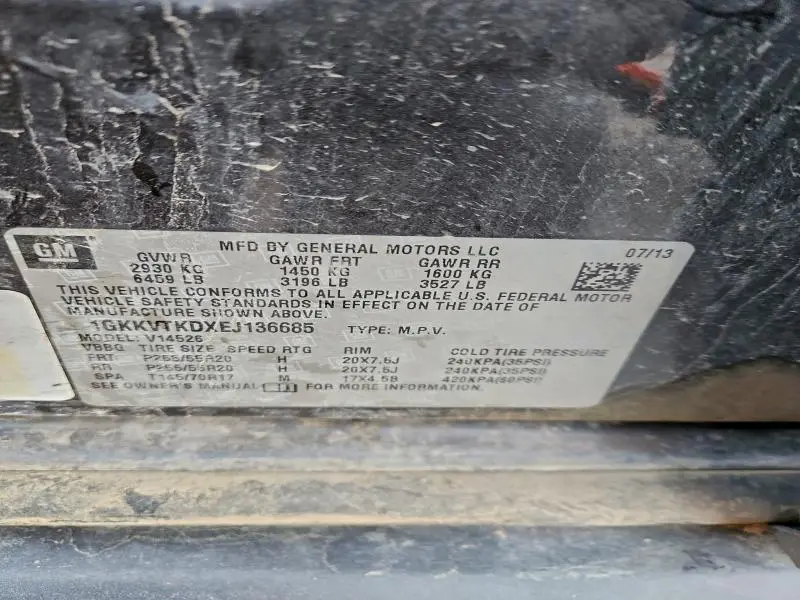 GM
MFD BY GENERAL MOTORS LLC 07/13
GVWR GAWR FRT GAWR RR
2930 KG 1450 KG 1600 KG
6459 LB 3196 LB 3527 LB
THIS VEHICLE CONFORMS TO ALL APPLICABLE U.S. FEDERAL MOTOR
VEHICLE SAFETY STANDARDS IN EFFECT ON THE DATE OF
MANUFACTURE SHOWN ABOVE.
1GKKVTKDXEJ136685 TYPE: M.P.V.
MODEL: V14526
VBBG TIRE SIZE SPEED RTG RIM COLD TIRE PRESSURE
FRT P255/55R20 H 20X7.5J 240KPA(35PSI)
RR P255/55R20 H 20X7.5J 240KPA(35PSI)
SPA T145/70R17 M 17X4.5B 420KPA(60PSI)
SEE OWNER'S MANUAL FOR MORE INFORMATION.